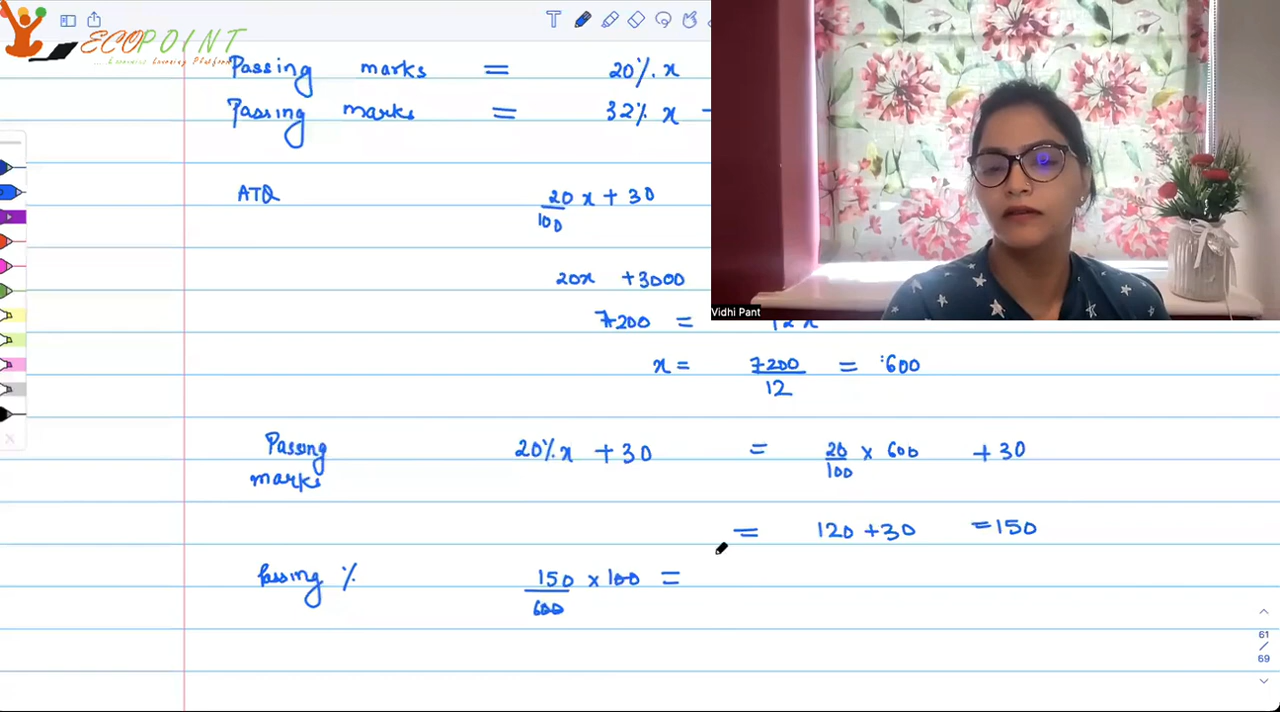 ECOPOINT
Passing marks = 20% x
Passing marks = 32% x -
ATQ 20/100 x + 30
20x + 3000
7200 = 12x
x = 7200/12 = 600
Passing marks 20% x + 30 = 20/100 × 600 + 30
= 120 + 30 = 150
Passing % 150/600 × 100 =
Vidhi Pant
61
/
69